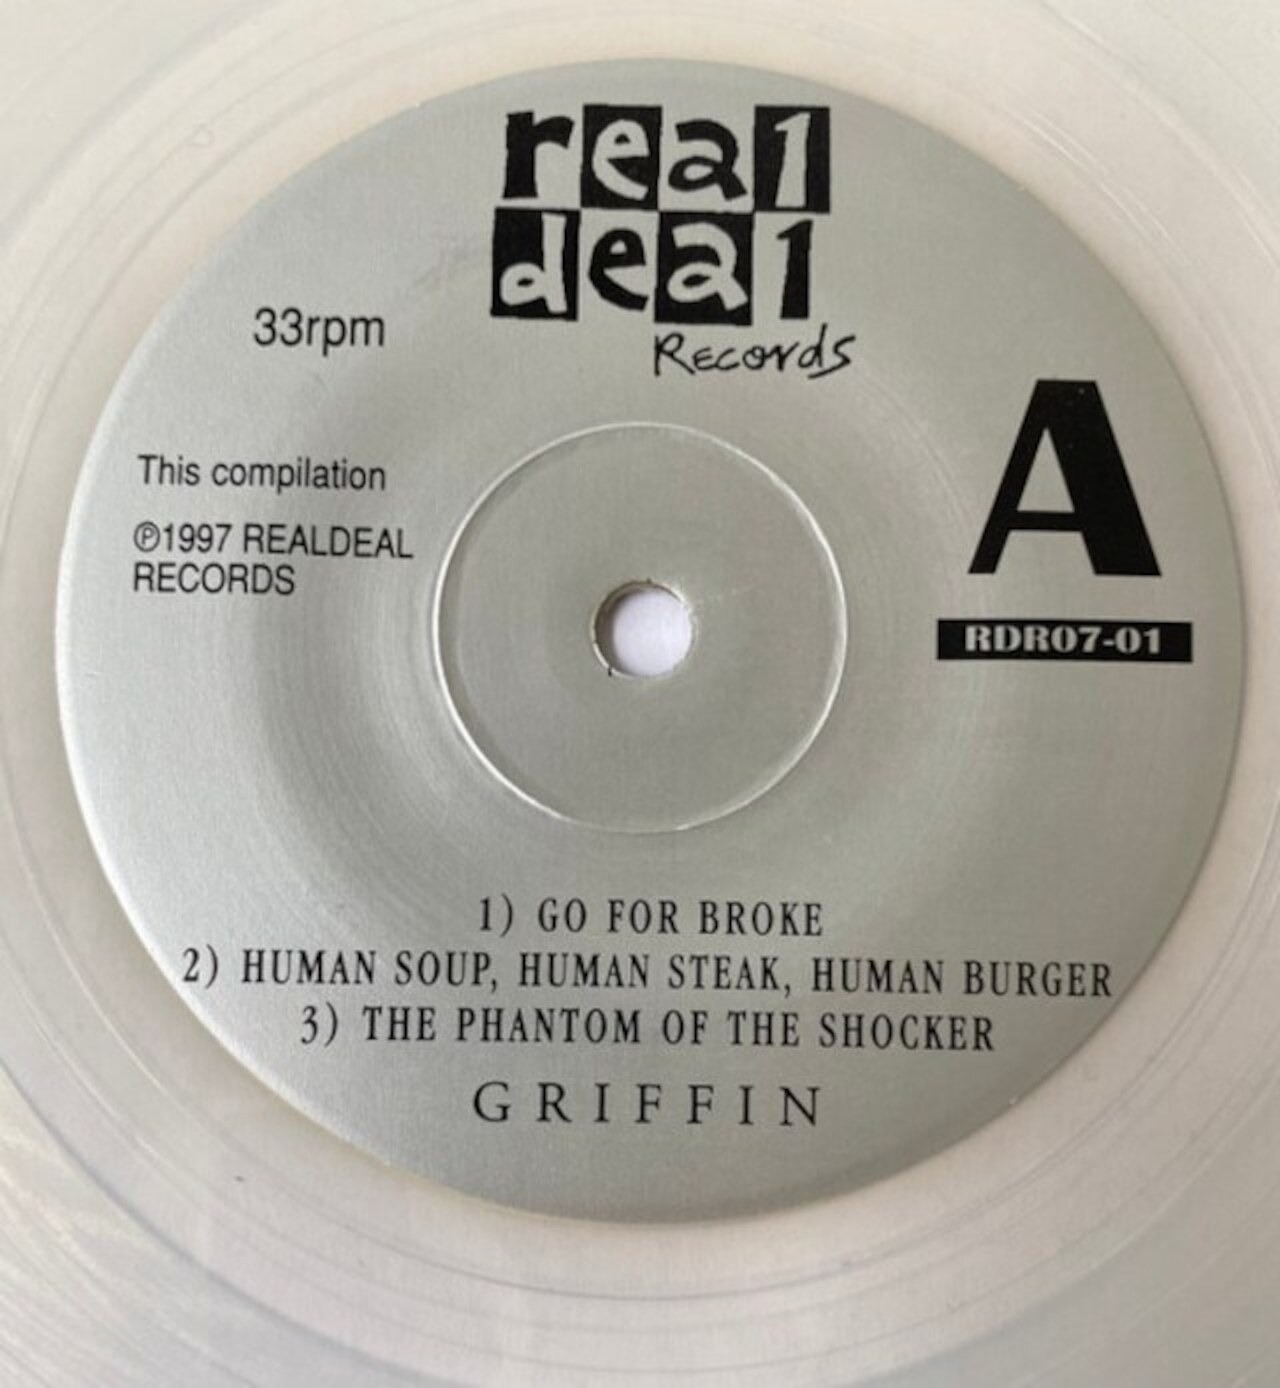 real
deal
Records
33rpm
A
This compilation
℗1997 REALDEAL
RECORDS
RDR07-01
1) GO FOR BROKE
2) HUMAN SOUP, HUMAN STEAK, HUMAN BURGER
3) THE PHANTOM OF THE SHOCKER
GRIFFIN